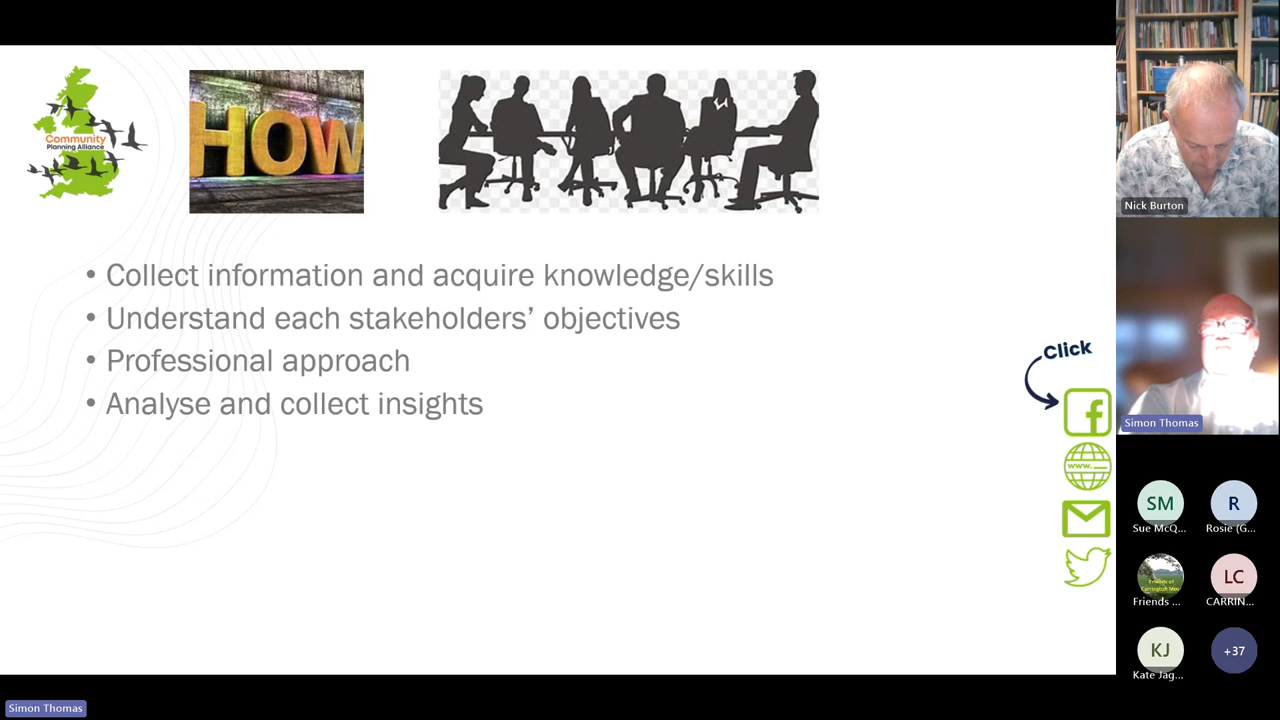 Community
Planning Alliance
HOW
• Collect information and acquire knowledge/skills
• Understand each stakeholders’ objectives
• Professional approach
• Analyse and collect insights
Click
f
www.__
Nick Burton
Simon Thomas
SM
Sue McQ...
R
Rosie (G...
Friends ...
LC
CARRIN...
KJ
Kate Jag...
+37
Simon Thomas